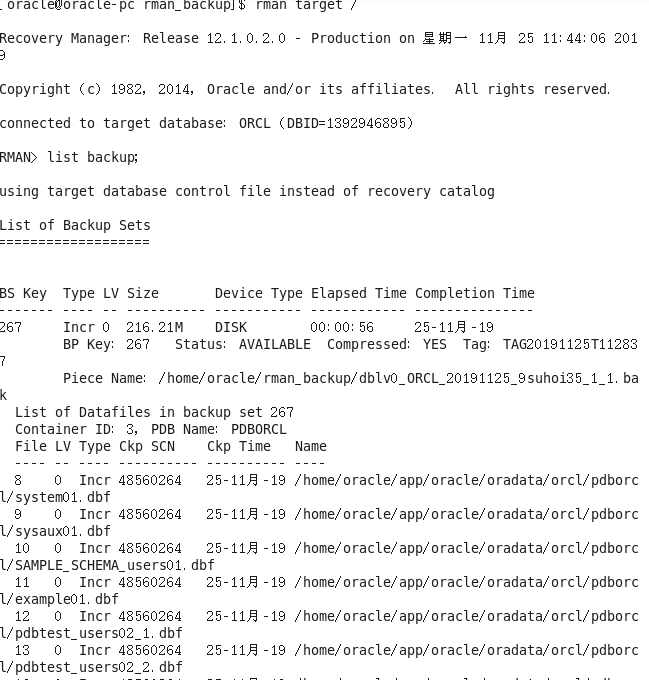 oracle@oracle-pc rman_backup]$ rman target /
Recovery Manager: Release 12.1.0.2.0 - Production on 星期一 11月 25 11:44:06 201
9
Copyright (c) 1982, 2014, Oracle and/or its affiliates.  All rights reserved.
connected to target database: ORCL (DBID=1392946895)
RMAN> list backup;
using target database control file instead of recovery catalog
List of Backup Sets
===================
BS Key  Type LV Size       Device Type Elapsed Time Completion Time
------- ---- -- ---------- ----------- ------------ ---------------
267     Incr 0  216.21M    DISK        00:00:56     25-11月-19
        BP Key: 267   Status: AVAILABLE  Compressed: YES  Tag: TAG20191125T11283
7
        Piece Name: /home/oracle/rman_backup/dblv0_ORCL_20191125_9suhoi35_1_1.ba
k
  List of Datafiles in backup set 267
  Container ID: 3, PDB Name: PDBORCL
  File LV Type Ckp SCN    Ckp Time   Name
  ---- -- ---- ---------- ---------- ----
  8    0  Incr 48560264   25-11月-19 /home/oracle/app/oracle/oradata/orcl/pdborc
l/system01.dbf
  9    0  Incr 48560264   25-11月-19 /home/oracle/app/oracle/oradata/orcl/pdborc
l/sysaux01.dbf
  10   0  Incr 48560264   25-11月-19 /home/oracle/app/oracle/oradata/orcl/pdborc
l/SAMPLE_SCHEMA_users01.dbf
  11   0  Incr 48560264   25-11月-19 /home/oracle/app/oracle/oradata/orcl/pdborc
l/example01.dbf
  12   0  Incr 48560264   25-11月-19 /home/oracle/app/oracle/oradata/orcl/pdborc
l/pdbtest_users02_1.dbf
  13   0  Incr 48560264   25-11月-19 /home/oracle/app/oracle/oradata/orcl/pdborc
l/pdbtest_users02_2.dbf